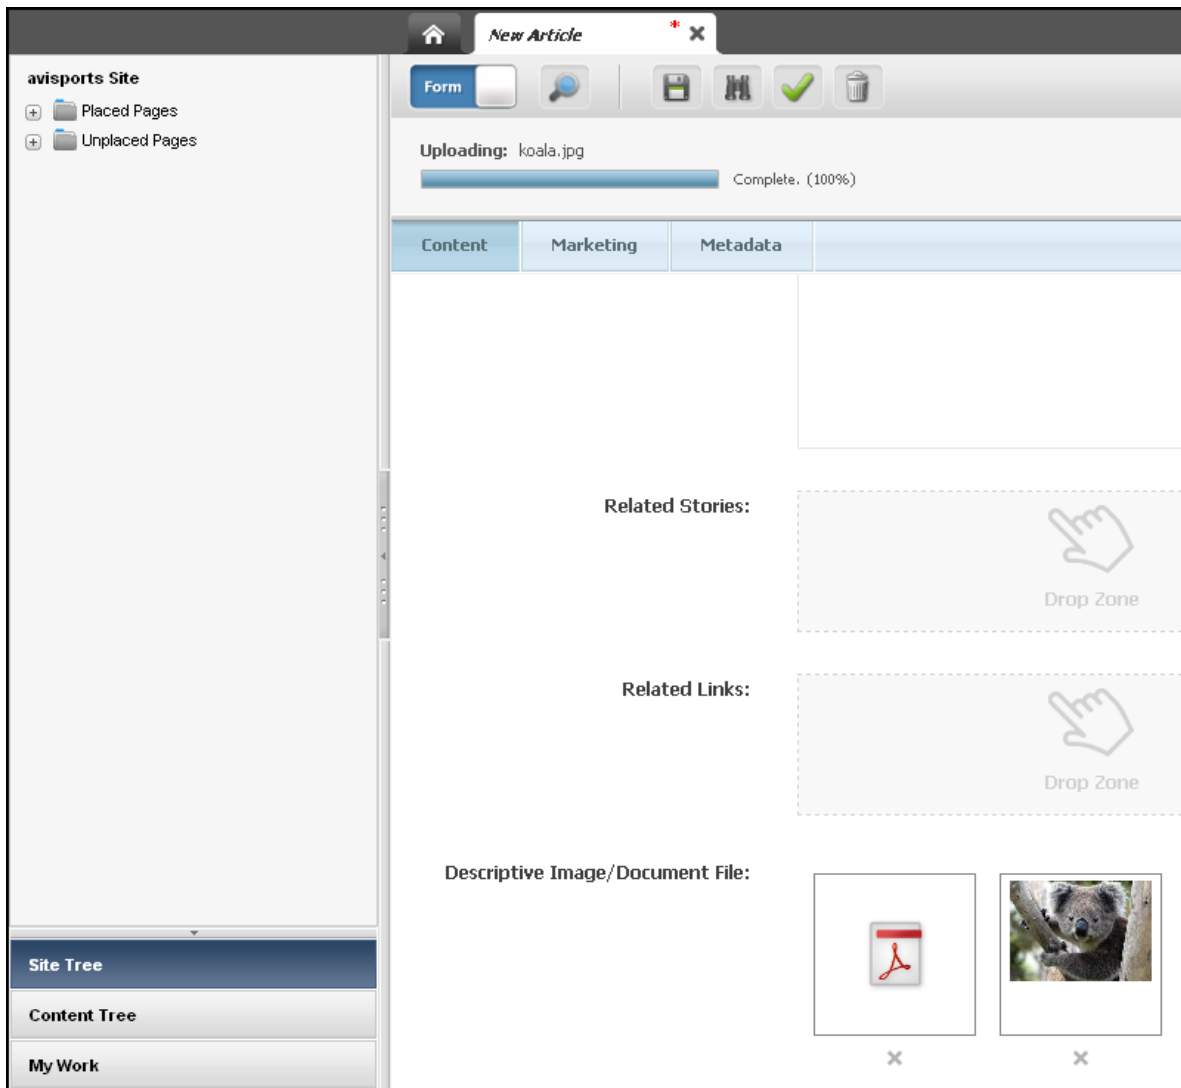 New Article *
avisports Site
Placed Pages
Unplaced Pages
Form
Uploading: koala.jpg
Complete. (100%)
Content Marketing Metadata
Related Stories:
Drop Zone
Related Links:
Drop Zone
Descriptive Image/Document File:
Site Tree
Content Tree
My Work